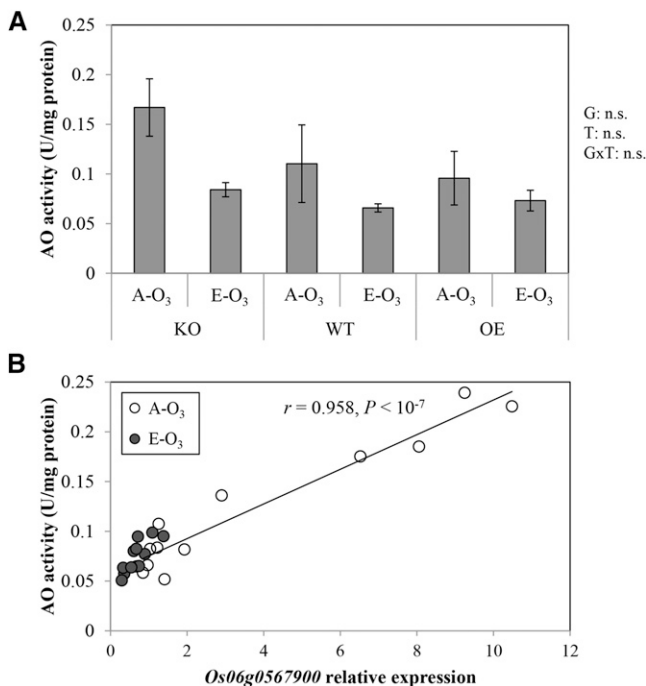 A
AO activity (U/mg protein)
0.25
0.2
0.15
0.1
0.05
0
A-O₃ E-O₃ A-O₃ E-O₃ A-O₃ E-O₃
KO WT OE
G: n.s.
T: n.s.
GxT: n.s.
B
AO activity (U/mg protein)
0.25
0.2
0.15
0.1
0.05
0
A-O₃
E-O₃
r = 0.958, P < 10⁻⁷
0 2 4 6 8 10 12
Os06g0567900 relative expression